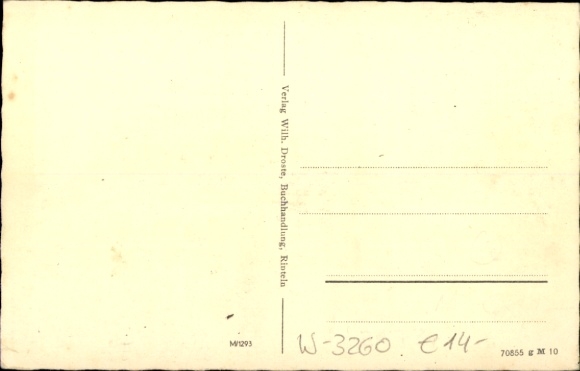 Verlag Wilh. Droste, Buchhandlung, Rinteln
M/1293
W-3260. €14-
70855 g M 10